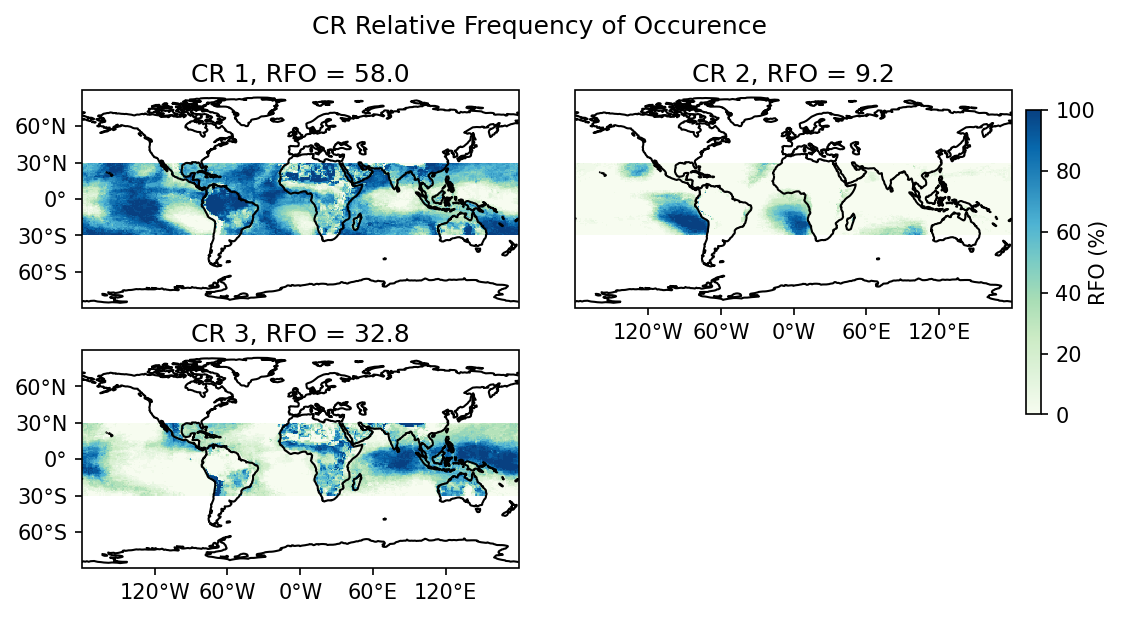 CR Relative Frequency of Occurence
CR 1, RFO = 58.0
60°N
30°N
0°
30°S
60°S
CR 2, RFO = 9.2
120°W 60°W 0°W 60°E 120°E
100
80
60
40
20
0
RFO (%)
CR 3, RFO = 32.8
60°N
30°N
0°
30°S
60°S
120°W 60°W 0°W 60°E 120°E